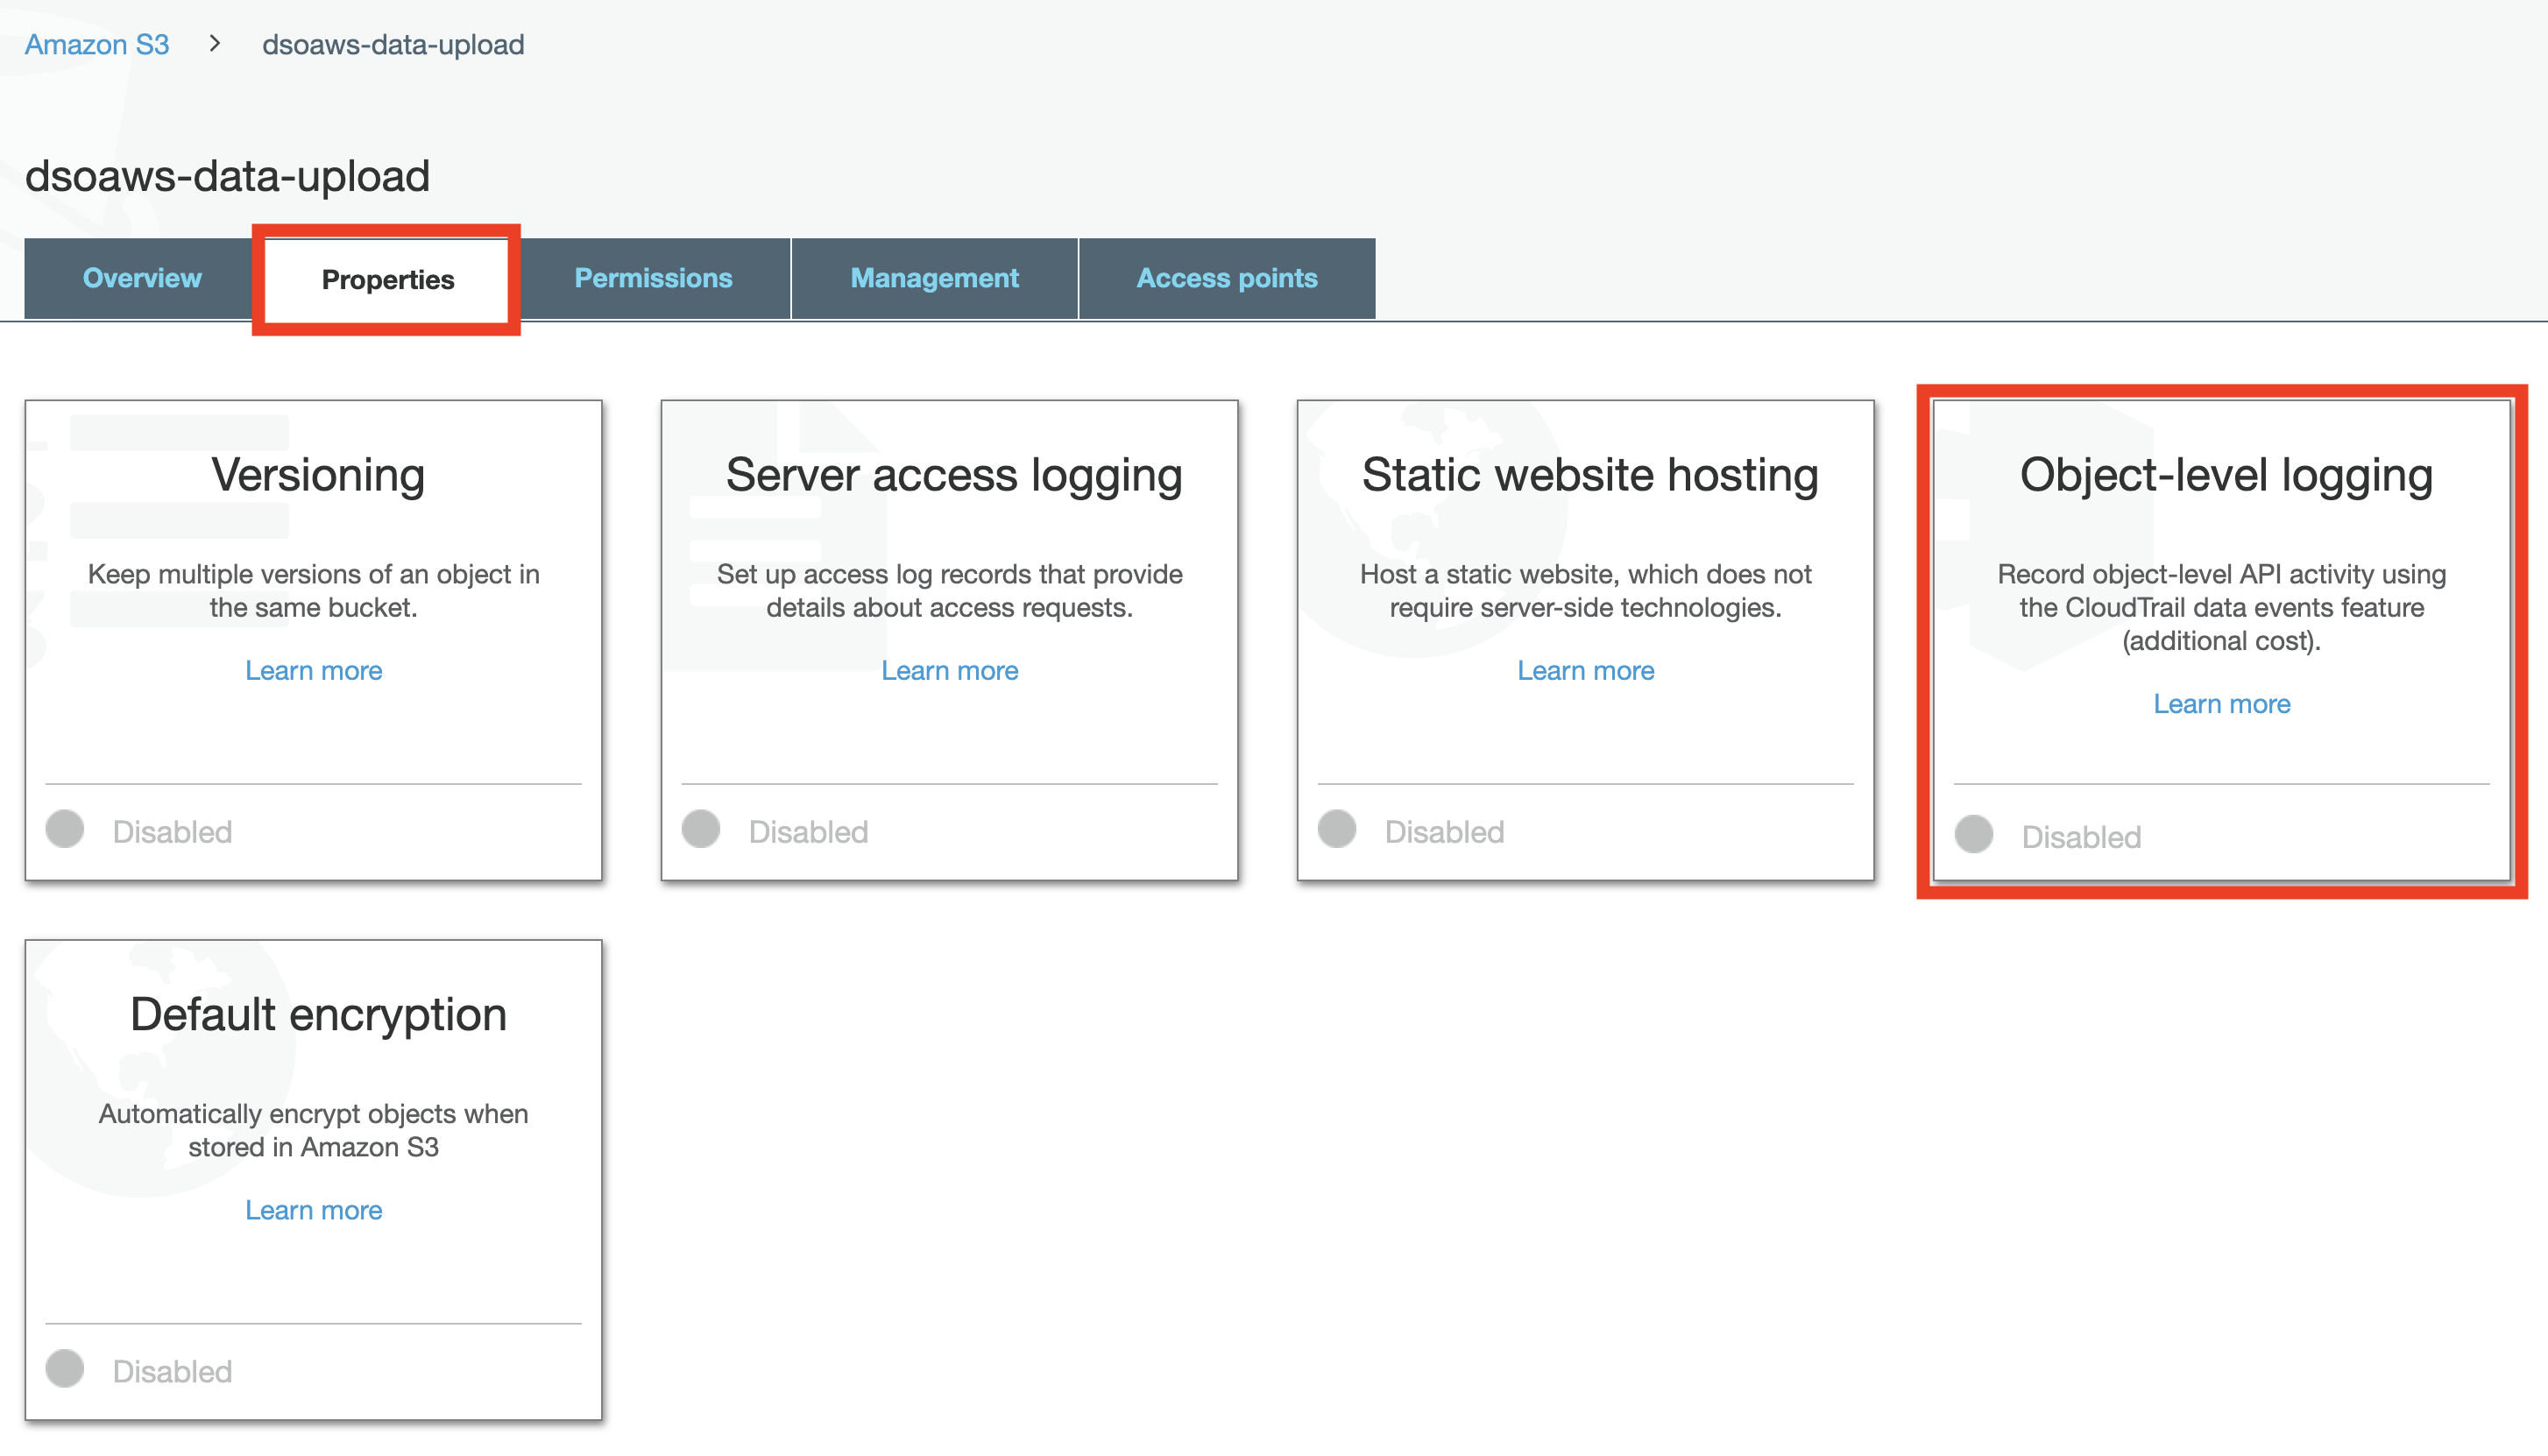 Amazon S3 > dsoaws-data-upload
dsoaws-data-upload
Overview Properties Permissions Management Access points
Versioning
Keep multiple versions of an object in
the same bucket.
Learn more
Disabled
Server access logging
Set up access log records that provide
details about access requests.
Learn more
Disabled
Static website hosting
Host a static website, which does not
require server-side technologies.
Learn more
Disabled
Object-level logging
Record object-level API activity using
the CloudTrail data events feature
(additional cost).
Learn more
Disabled
Default encryption
Automatically encrypt objects when
stored in Amazon S3
Learn more
Disabled